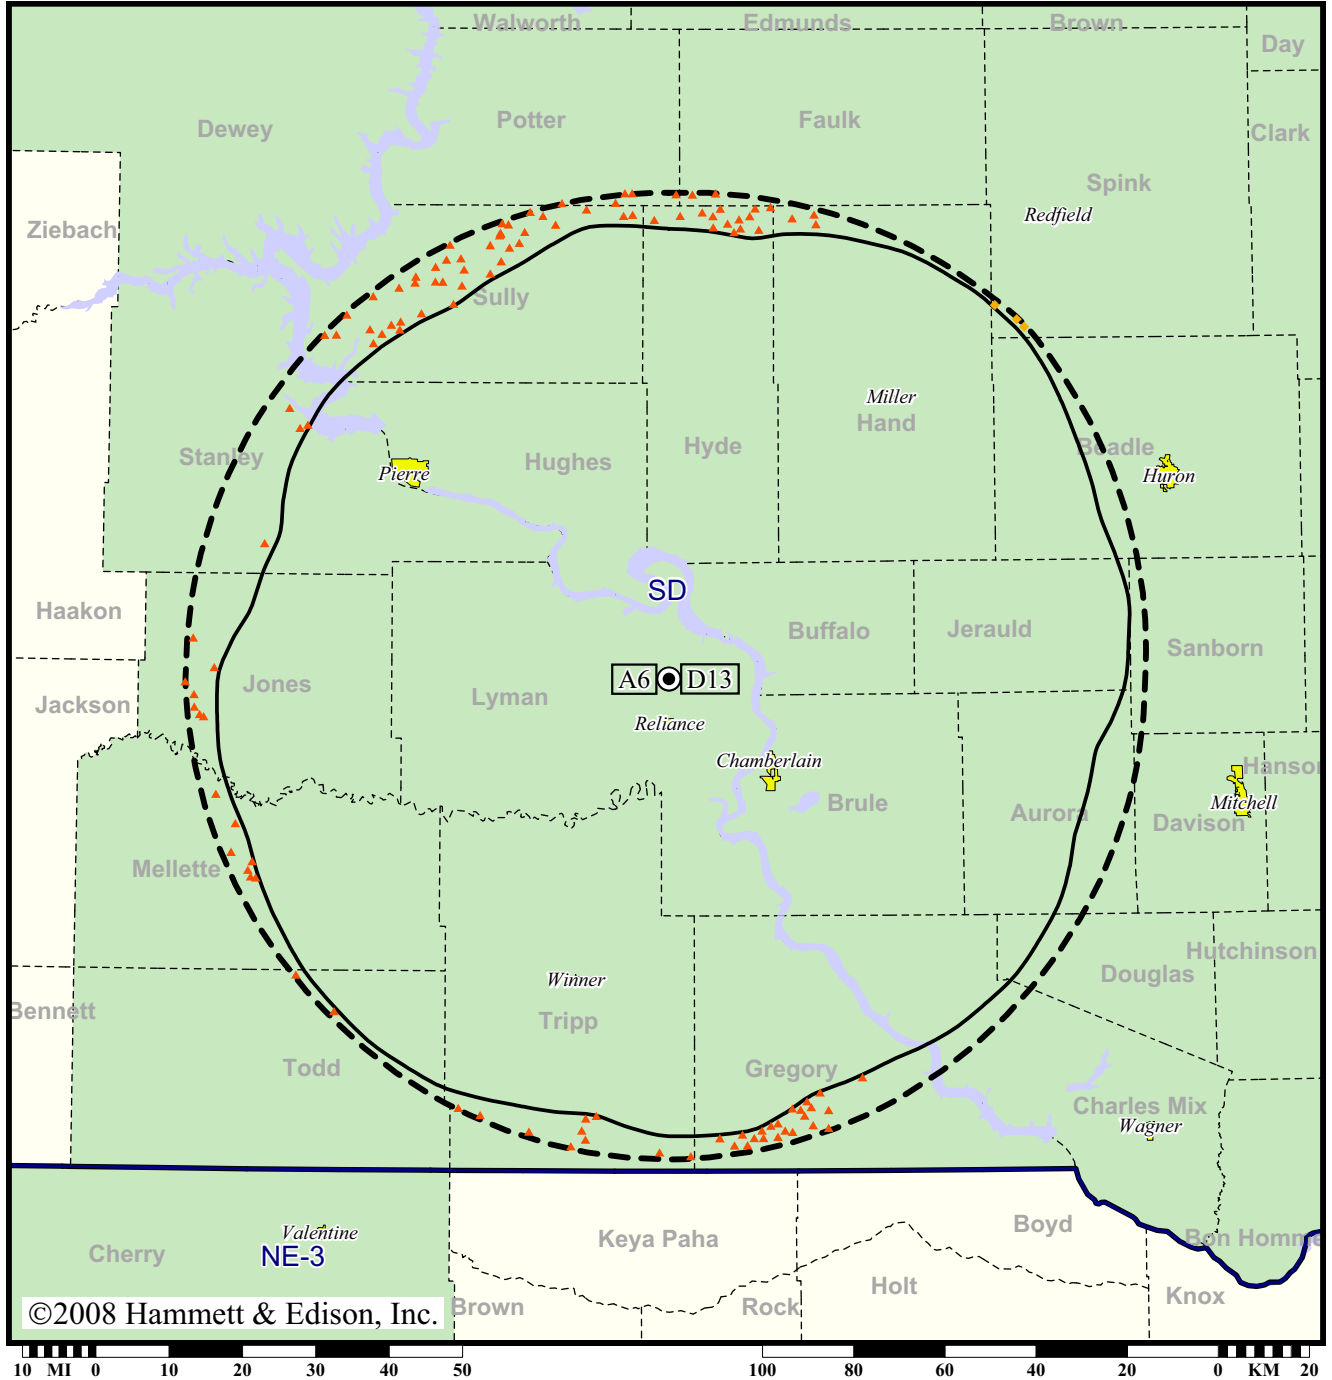 Walworth
Edmunds
Brown
Day
Dewey
Potter
Faulk
Clark
Spink
Redfield
Ziebach
Sully
Miller
Hand
Stanley
Pierre
Hughes
Hyde
Beadle
Huron
SD
Haakon
Buffalo
Jerauld
Sanborn
Jackson
Jones
Lyman
A6 D13
Reliance
Chamberlain
Hanson
Mitchell
Brule
Aurora
Davison
Mellette
Winner
Hutchinson
Douglas
Bennett
Tripp
Todd
Gregory
Charles Mix
Wagner
Valentine
Cherry
NE-3
Keya Paha
Boyd
Bon Homme
Holt
Knox
Brown
Rock
©2008 Hammett & Edison, Inc.
10 MI 0 10 20 30 40 50 100 80 60 40 20 0 KM 20